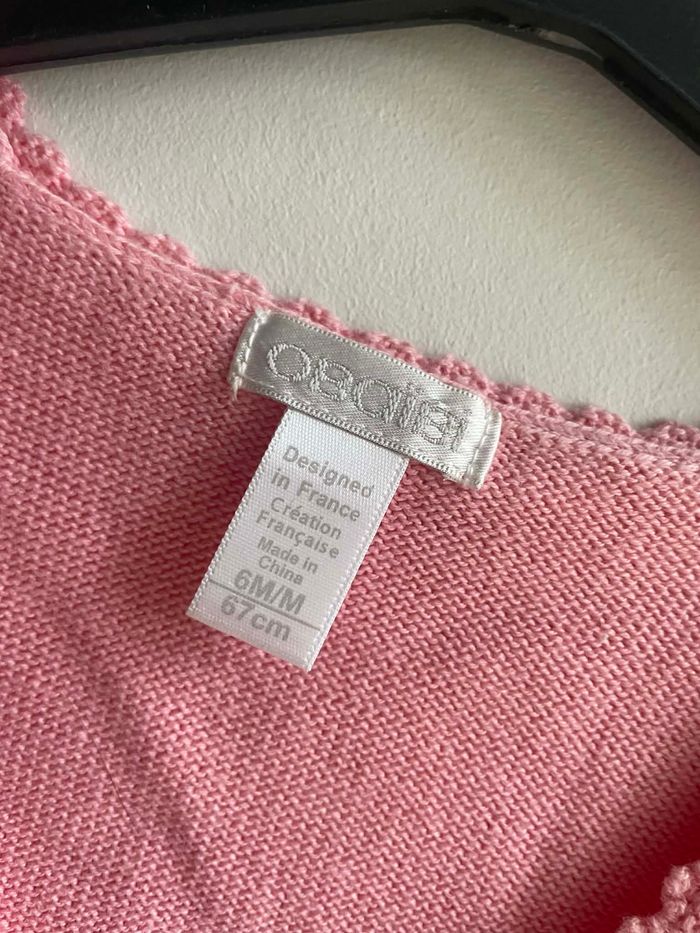 OBAIBI
Designed
in France
Création
Française
Made in
China
6M/M
67cm